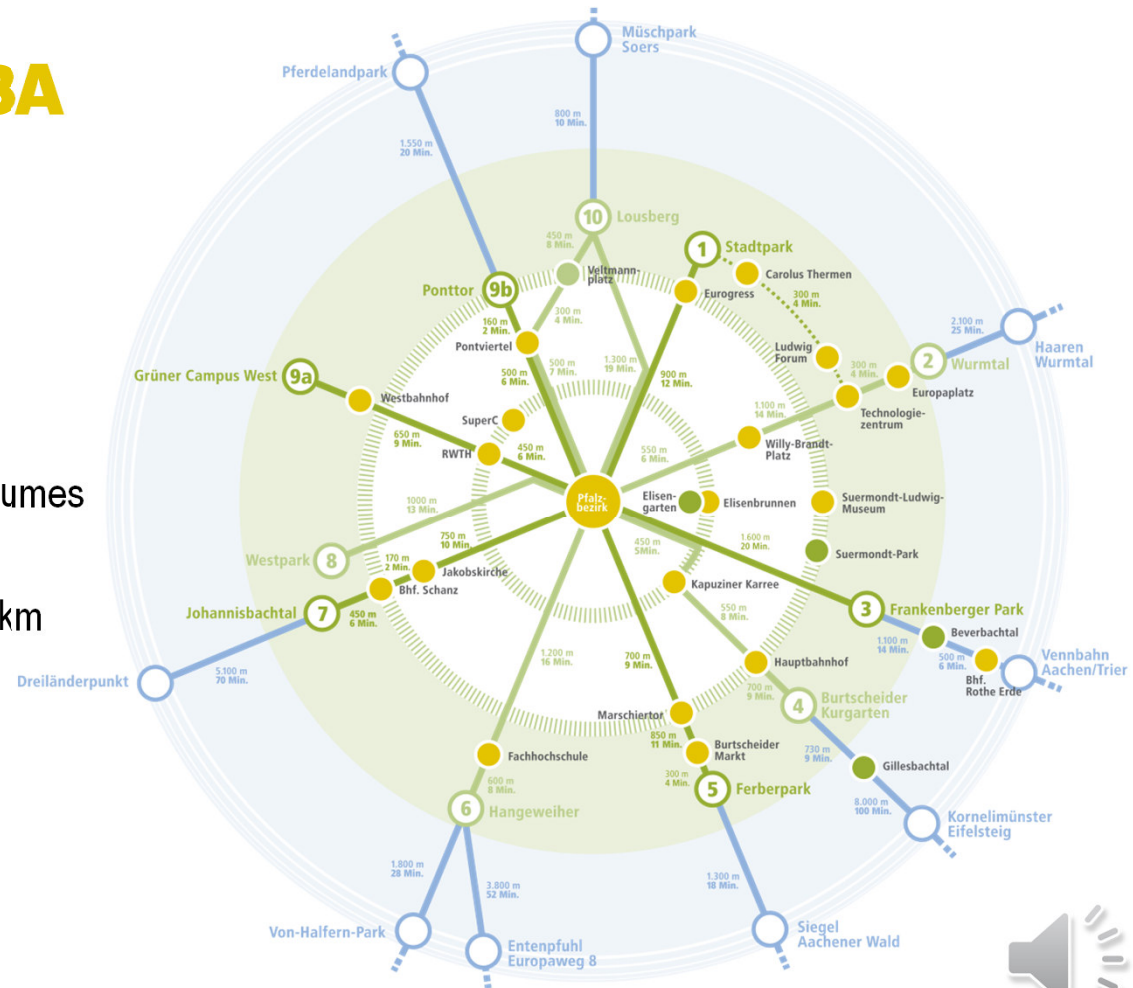 BA
umes
km
Müschpark
Soers
Pferdelandpark
800 m
10 Min.
1.550 m
20 Min.
10
Lousberg
450 m
8 Min.
1
Stadtpark
Veltmann-
platz
Carolus Thermen
Ponttor
9b
Eurogress
300 m
4 Min.
300 m
4 Min.
160 m
2 Min.
2.100 m
25 Min.
Haaren
Wurmtal
Pontviertel
Ludwig
Forum
300 m
4 Min.
2
Wurmtal
500 m
7 Min.
1.300 m
19 Min.
500 m
6 Min.
900 m
12 Min.
Grüner Campus West
9a
Europaplatz
Westbahnhof
1.100 m
14 Min.
Technologie-
zentrum
SuperC
650 m
9 Min.
RWTH
450 m
6 Min.
550 m
6 Min.
Willy-Brandt-
Platz
Pfalz-
bezirk
Elisen-
garten
Elisenbrunnen
Suermondt-Ludwig-
Museum
1000 m
13 Min.
750 m
10 Min.
450 m
5Min.
1.600 m
20 Min.
Suermondt-Park
Westpark
8
170 m
2 Min.
Jakobskirche
Bhf. Schanz
Kapuziner Karree
Johannisbachtal
7
450 m
6 Min.
550 m
8 Min.
3
Frankenberger Park
Beverbachtal
1.100 m
14 Min.
500 m
6 Min.
Bhf.
Rothe Erde
Vennbahn
Aachen/Trier
Dreiländerpunkt
5.100 m
70 Min.
1.200 m
16 Min.
700 m
9 Min.
Hauptbahnhof
700 m
9 Min.
4
Burtscheider
Kurgarten
Marschiertor
850 m
11 Min.
Burtscheider
Markt
730 m
9 Min.
Gillesbachtal
Fachhochschule
600 m
8 Min.
300 m
4 Min.
5
Ferberpark
6
Hangeweiher
8.000 m
100 Min.
Kornelimünster
Eifelsteig
1.800 m
28 Min.
3.800 m
52 Min.
1.300 m
18 Min.
Von-Halfern-Park
Entenpfuhl
Europaweg 8
Siegel
Aachener Wald